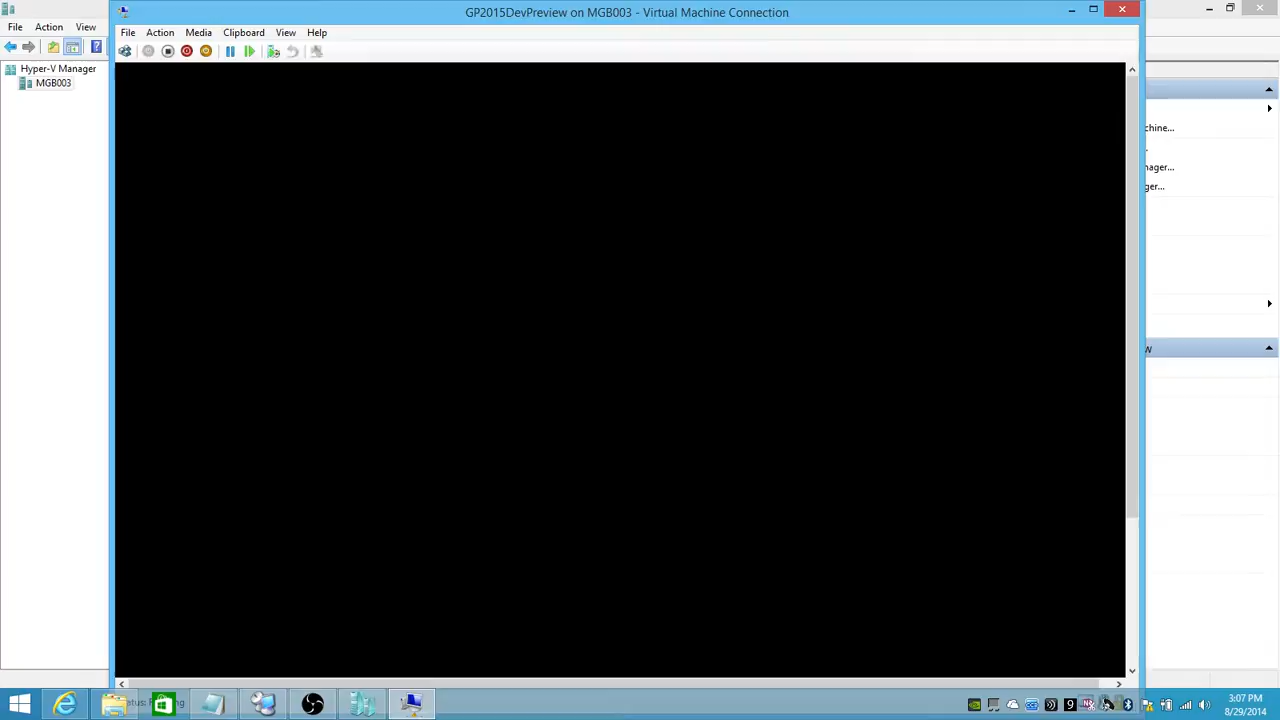 GP2015DevPreview on MGB003 - Virtual Machine Connection
File Action View
File Action Media Clipboard View Help
Hyper-V Manager
MGB003
chine...
nager...
ger...
3:07 PM
8/29/2014